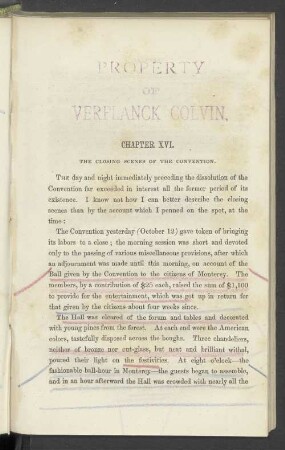 PROPERTY
OF
VERPLANCK COLVIN.
CHAPTER XVI.
THE CLOSING SCENES OF THE CONVENTION.
THE day and night immediately preceding the dissolution of the
Convention far exceeded in interest all the former period of its
existence. I know not how I can better describe the closing
scenes than by the account which I penned on the spot, at the
time:
The Convention yesterday (October 12) gave token of bringing
its labors to a close; the morning session was short and devoted
only to the passing of various miscellaneous provisions, after which
an adjournment was made until this morning, on account of the
Ball given by the Convention to the citizens of Monterey. The
members, by a contribution of $25 each, raised the sum of $1,100
to provide for the entertainment, which was got up in return for
that given by the citizens about four weeks since.
The Hall was cleared of the forum and tables and decorated
with young pines from the forest. At each end were the American
colors, tastefully disposed across the boughs. Three chandeliers,
neither of bronze nor cut-glass, but neat and brilliant withal,
poured their light on the festivities. At eight o'clock—the
fashionable ball-hour in Monterey—the guests began to assemble,
and in an hour afterward the Hall was crowded with nearly all the